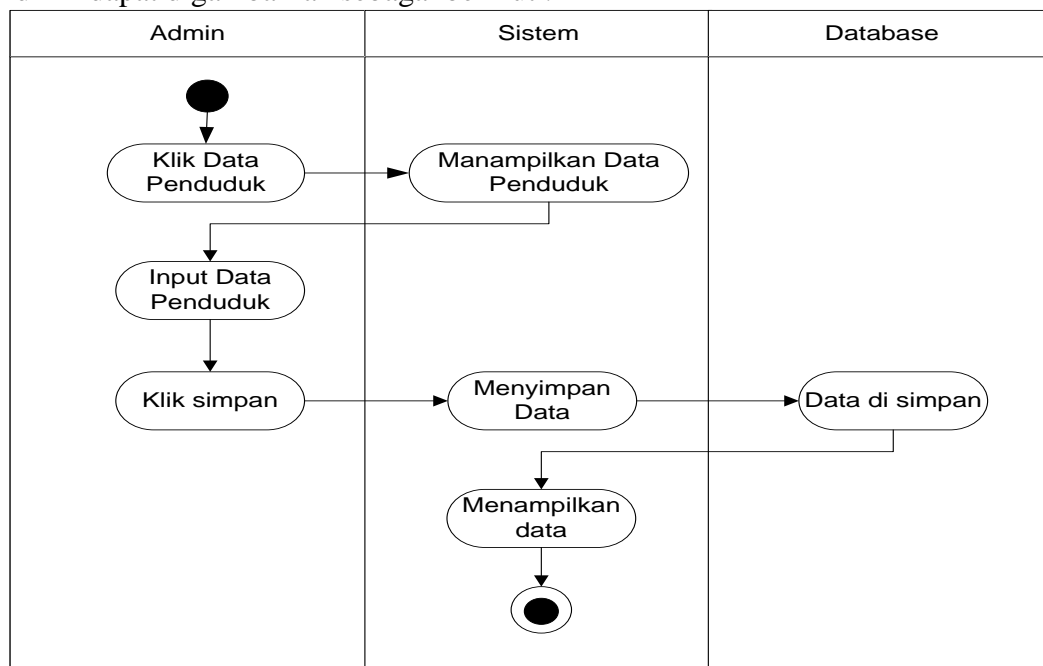 dapat
Admin Sistem Database
Klik Data
Penduduk
Manampilkan Data
Penduduk
Input Data
Penduduk
Klik simpan
Menyimpan
Data
Data di simpan
Menampilkan
data